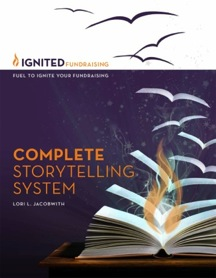 IGNITED FUNDRAISING
FUEL TO IGNITE YOUR FUNDRAISING
COMPLETE
STORYTELLING
SYSTEM
LORI L. JACOBWITH